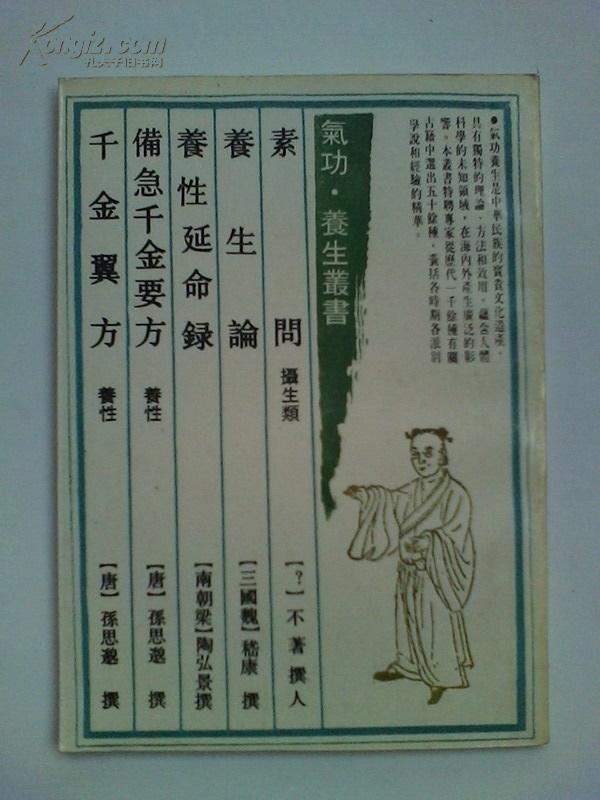 Kongfz.com
孔夫子旧书网
●氣功養生是中華民族的寶貴文化遺産，
具有獨特的理論、方法和效用，蘊含人體
科學的未知領域，在海内外產生廣泛的影
響。本叢書特聘專家從歷代一千餘種有關
古籍中選出五十餘種，囊括各時期各派別
學說和經驗的精華。
氣功·養生叢書
素問 攝生類 【？】不著撰人
養生論 【三國魏】嵇康 撰
養性延命録 【南朝梁】陶弘景撰
備急千金要方 養性 【唐】孫思邈 撰
千金翼方 養性 【唐】孫思邈 撰